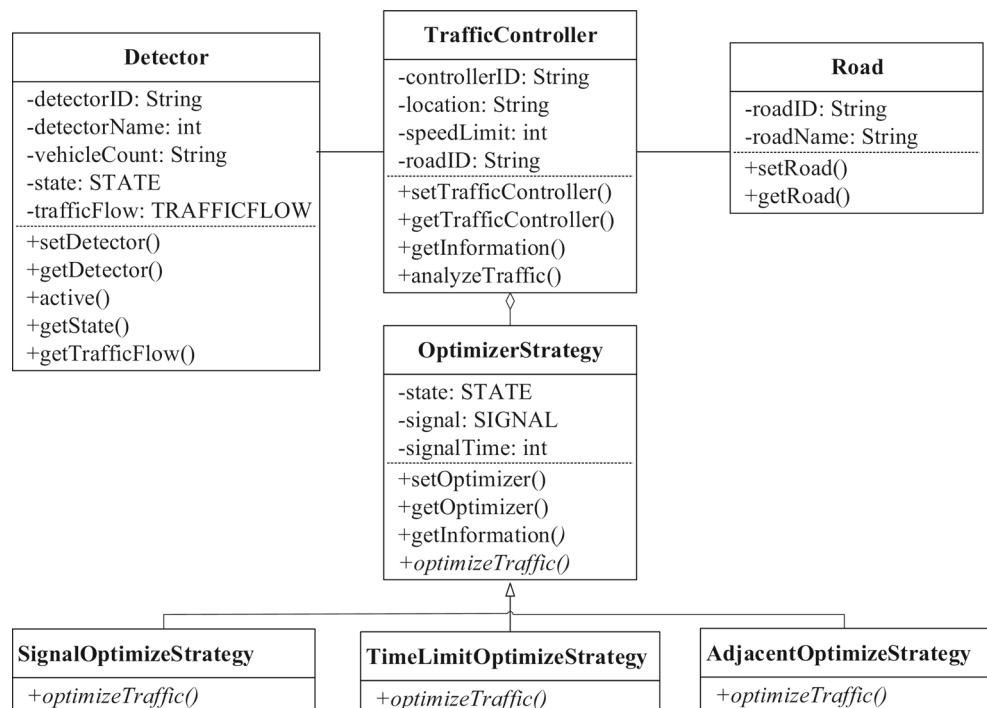 Detector
-detectorID: String
-detectorName: int
-vehicleCount: String
-state: STATE
-trafficFlow: TRAFFICFLOW
+setDetector()
+getDetector()
+active()
+getState()
+getTrafficFlow()
TrafficController
-controllerID: String
-location: String
-speedLimit: int
-roadID: String
+setTrafficController()
+getTrafficController()
+getInformation()
+analyzeTraffic()
Road
-roadID: String
-roadName: String
+setRoad()
+getRoad()
OptimizerStrategy
-state: STATE
-signal: SIGNAL
-signalTime: int
+setOptimizer()
+getOptimizer()
+getInformation()
+optimizeTraffic()
SignalOptimizeStrategy
+optimizeTraffic()
TimeLimitOptimizeStrategy
+optimizeTraffic()
AdjacentOptimizeStrategy
+optimizeTraffic()